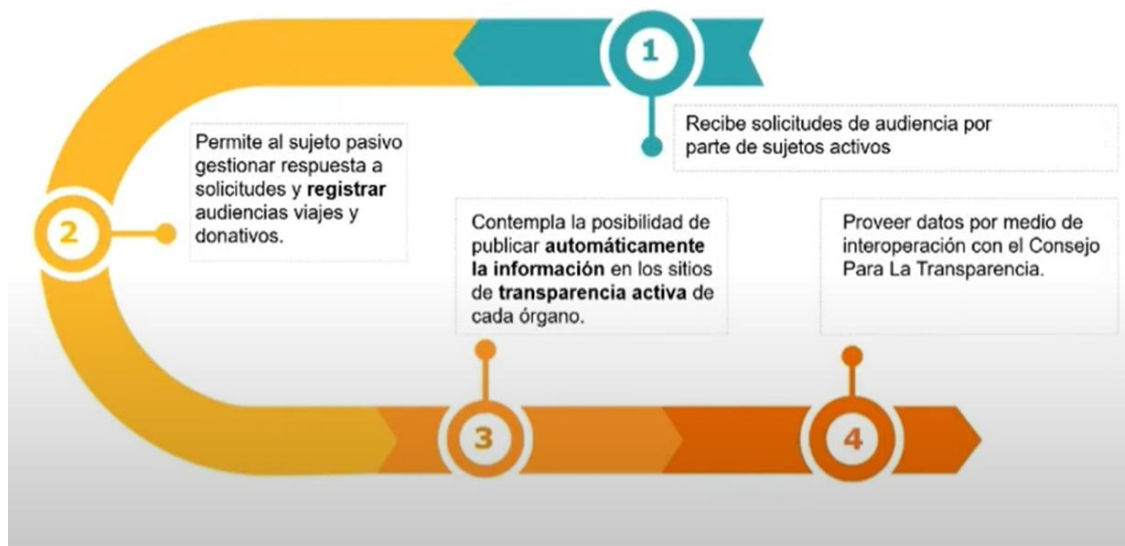 1
Recibe solicitudes de audiencia por
parte de sujetos activos
2
Permite al sujeto pasivo
gestionar respuesta a
solicitudes y registrar
audiencias viajes y
donativos.
3
Contempla la posibilidad de
publicar automáticamente
la información en los sitios
de transparencia activa de
cada órgano.
4
Proveer datos por medio de
interoperación con el Consejo
Para La Transparencia.